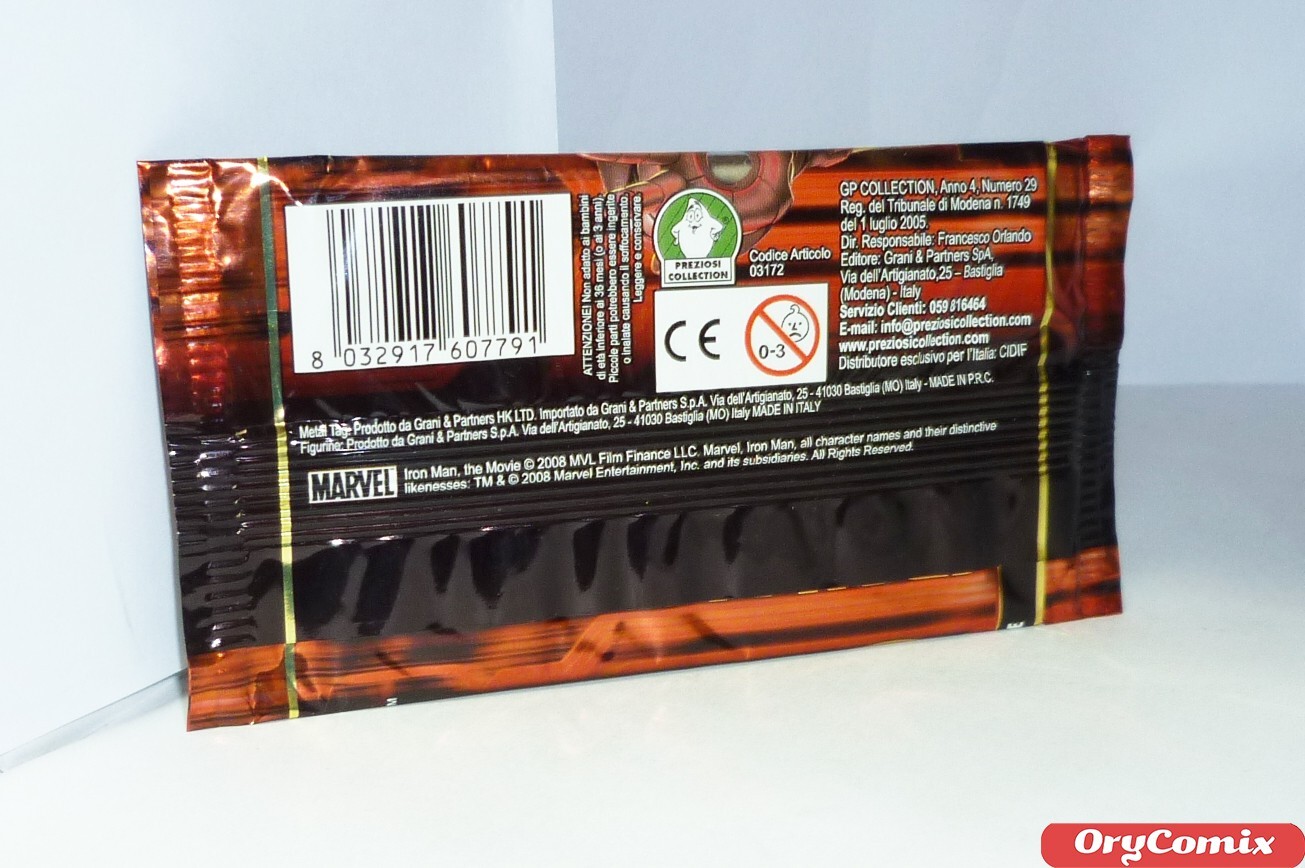 8 032917 607791
ATTENZIONE! Non adatto ai bambini
di età inferiore ai 36 mesi (o ai 3 anni).
Piccole parti potrebbero essere ingerite
o inalate causando il soffocamento.
Leggere e conservare.
PREZIOSI
COLLECTION
Codice Articolo
03172
CE
0-3
GP COLLECTION, Anno 4, Numero 29
Reg. del Tribunale di Modena n. 1749
del 1 luglio 2005.
Dir. Responsabile: Francesco Orlando
Editore: Grani & Partners SpA,
Via dell'Artigianato,25 – Bastiglia
(Modena) - Italy
Servizio Clienti: 059 816464
E-mail: info@preziosicollection.com
www.preziosicollection.com
Distributore esclusivo per l'Italia: CIDIF
Metal Tag: Prodotto da Grani & Partners HK LTD. Importato da Grani & Partners S.p.A. Via dell'Artigianato, 25 - 41030 Bastiglia (MO) Italy - MADE IN P.R.C.
Figurine: Prodotto da Grani & Partners S.p.A. Via dell'Artigianato, 25 - 41030 Bastiglia (MO) Italy MADE IN ITALY
MARVEL
Iron Man, the Movie © 2008 MVL Film Finance LLC. Marvel, Iron Man, all character names and their distinctive
likenesses: TM & © 2008 Marvel Entertainment, Inc. and its subsidiaries. All Rights Reserved.
OryComix